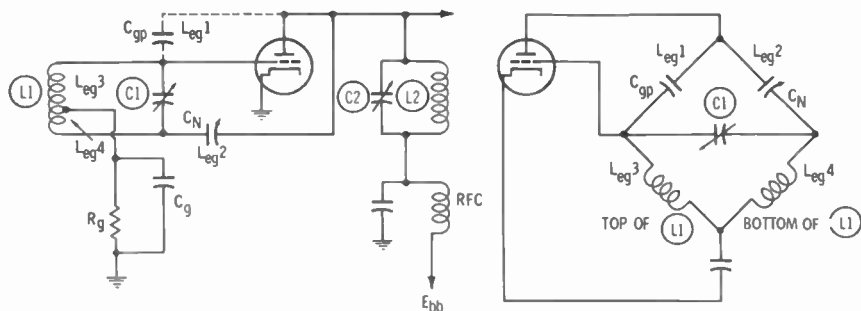 Cgp
Leg1
L1
Leg3
C1
CN
Leg2
Leg4
Rg
Cg
C2
L2
RFC
Ebb
Leg1
Leg2
Cgp
CN
C1
Leg3
Leg4
TOP OF L1
BOTTOM OF L1